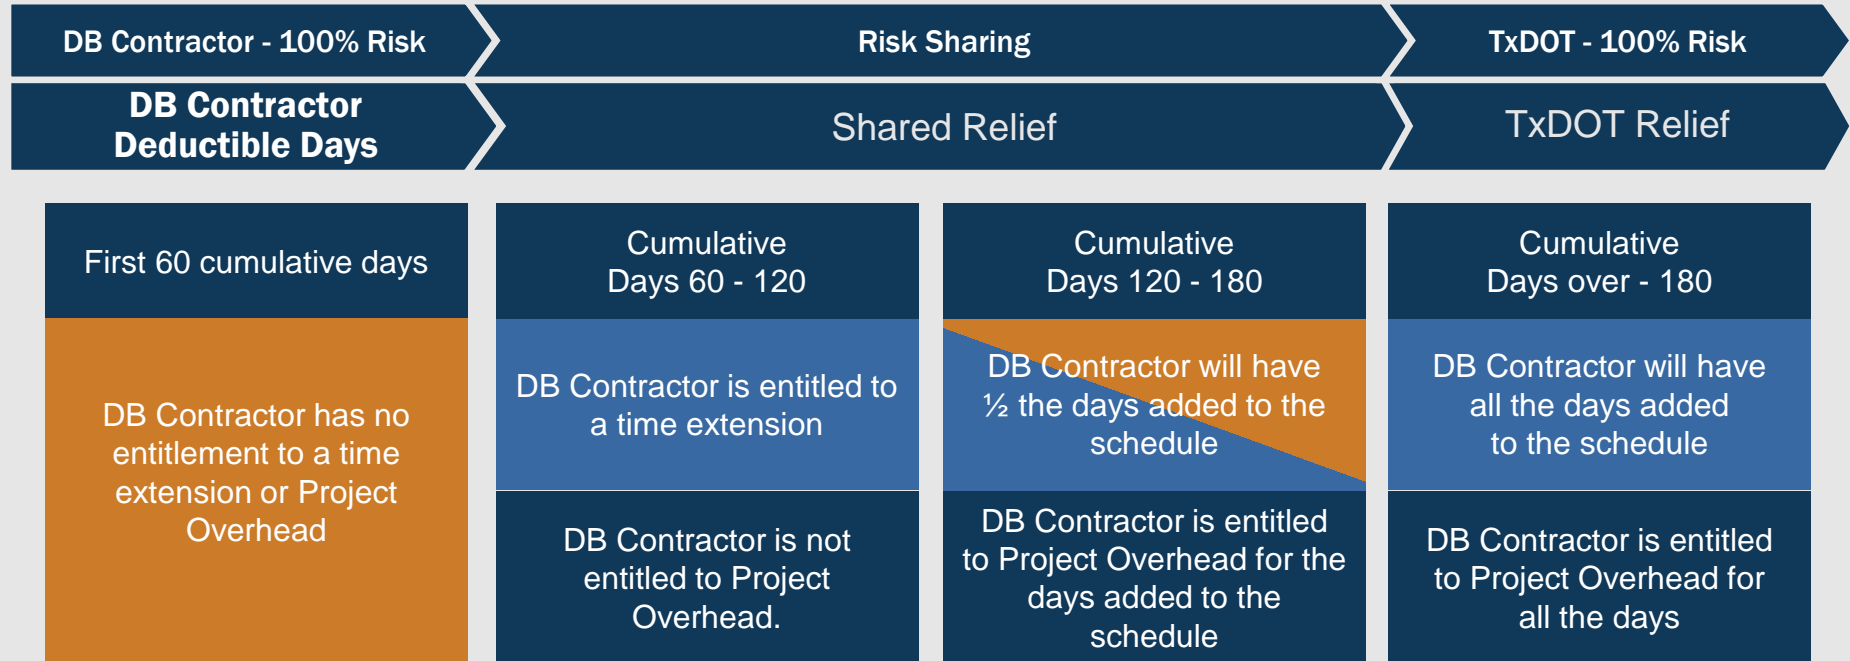 DB Contractor - 100% Risk
Risk Sharing
TxDOT - 100% Risk
DB Contractor
Deductible Days
Shared Relief
TxDOT Relief
First 60 cumulative days
DB Contractor has no
entitlement to a time
extension or Project
Overhead
Cumulative
Days 60 - 120
DB Contractor is entitled to
a time extension
DB Contractor is not
entitled to Project
Overhead.
Cumulative
Days 120 - 180
DB Contractor will have
½ the days added to the
schedule
DB Contractor is entitled
to Project Overhead for the
days added to the
schedule
Cumulative
Days over - 180
DB Contractor will have
all the days added
to the schedule
DB Contractor is entitled
to Project Overhead for
all the days